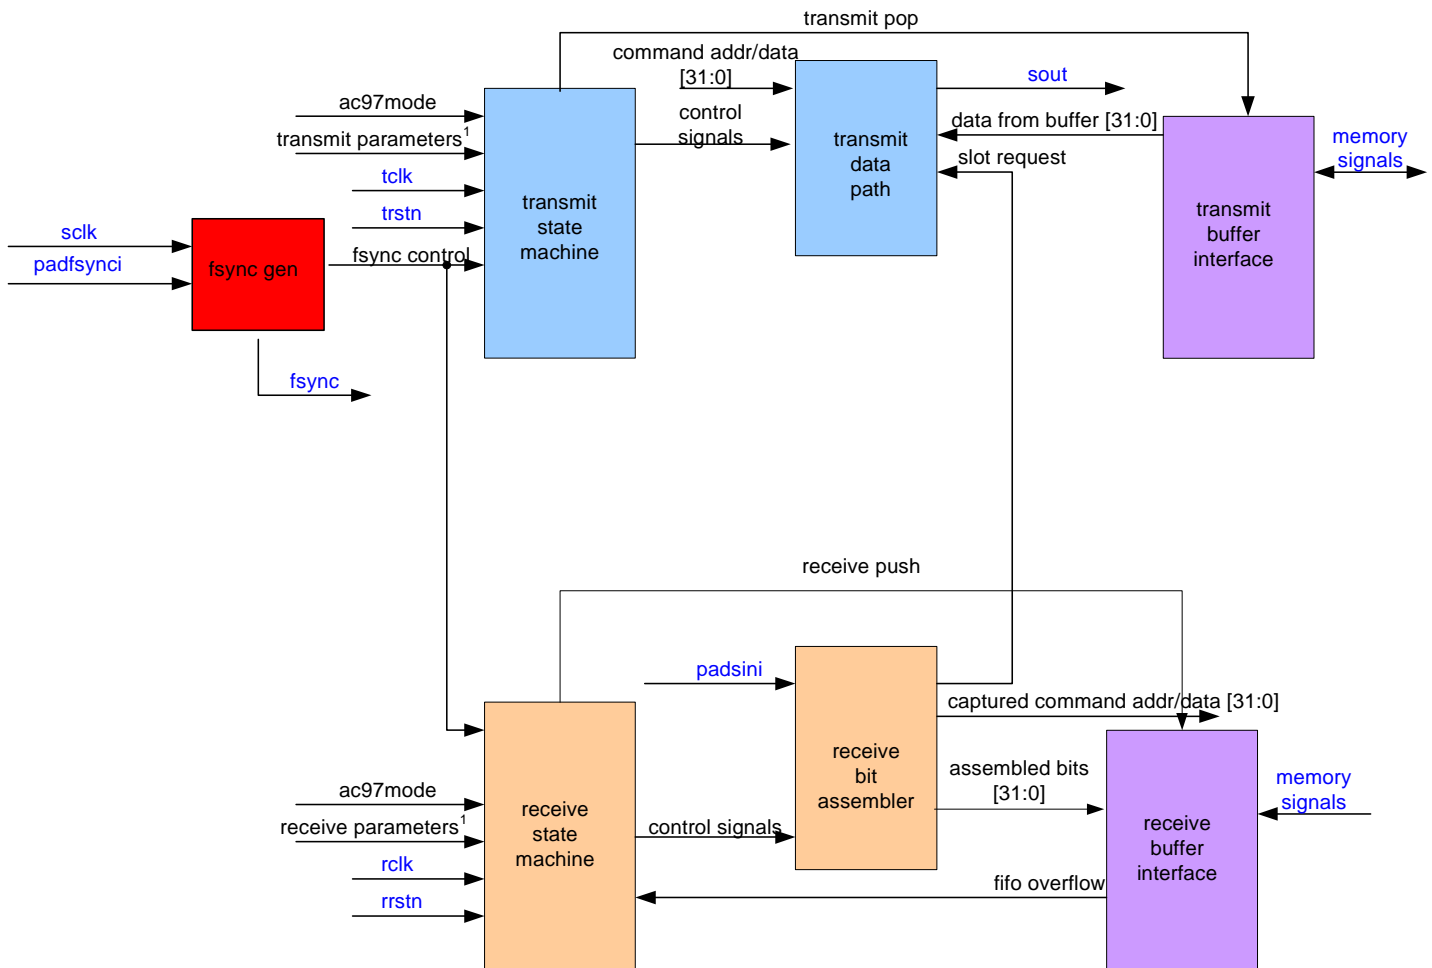 transmit pop
command addr/data
[31:0]
sout
ac97mode
control
signals
data from buffer [31:0]
transmit parameters1
transmit
data
path
slot request
memory
signals
tclk
transmit
state
machine
trstn
transmit
buffer
interface
sclk
fsync control
padfsynci
fsync gen
fsync
receive push
padsini
captured command addr/data [31:0]
receive
bit
assembler
assembled bits
[31:0]
memory
signals
ac97mode
receive
state
machine
receive parameters1
control signals
receive
buffer
interface
rclk
fifo overflow
rrstn